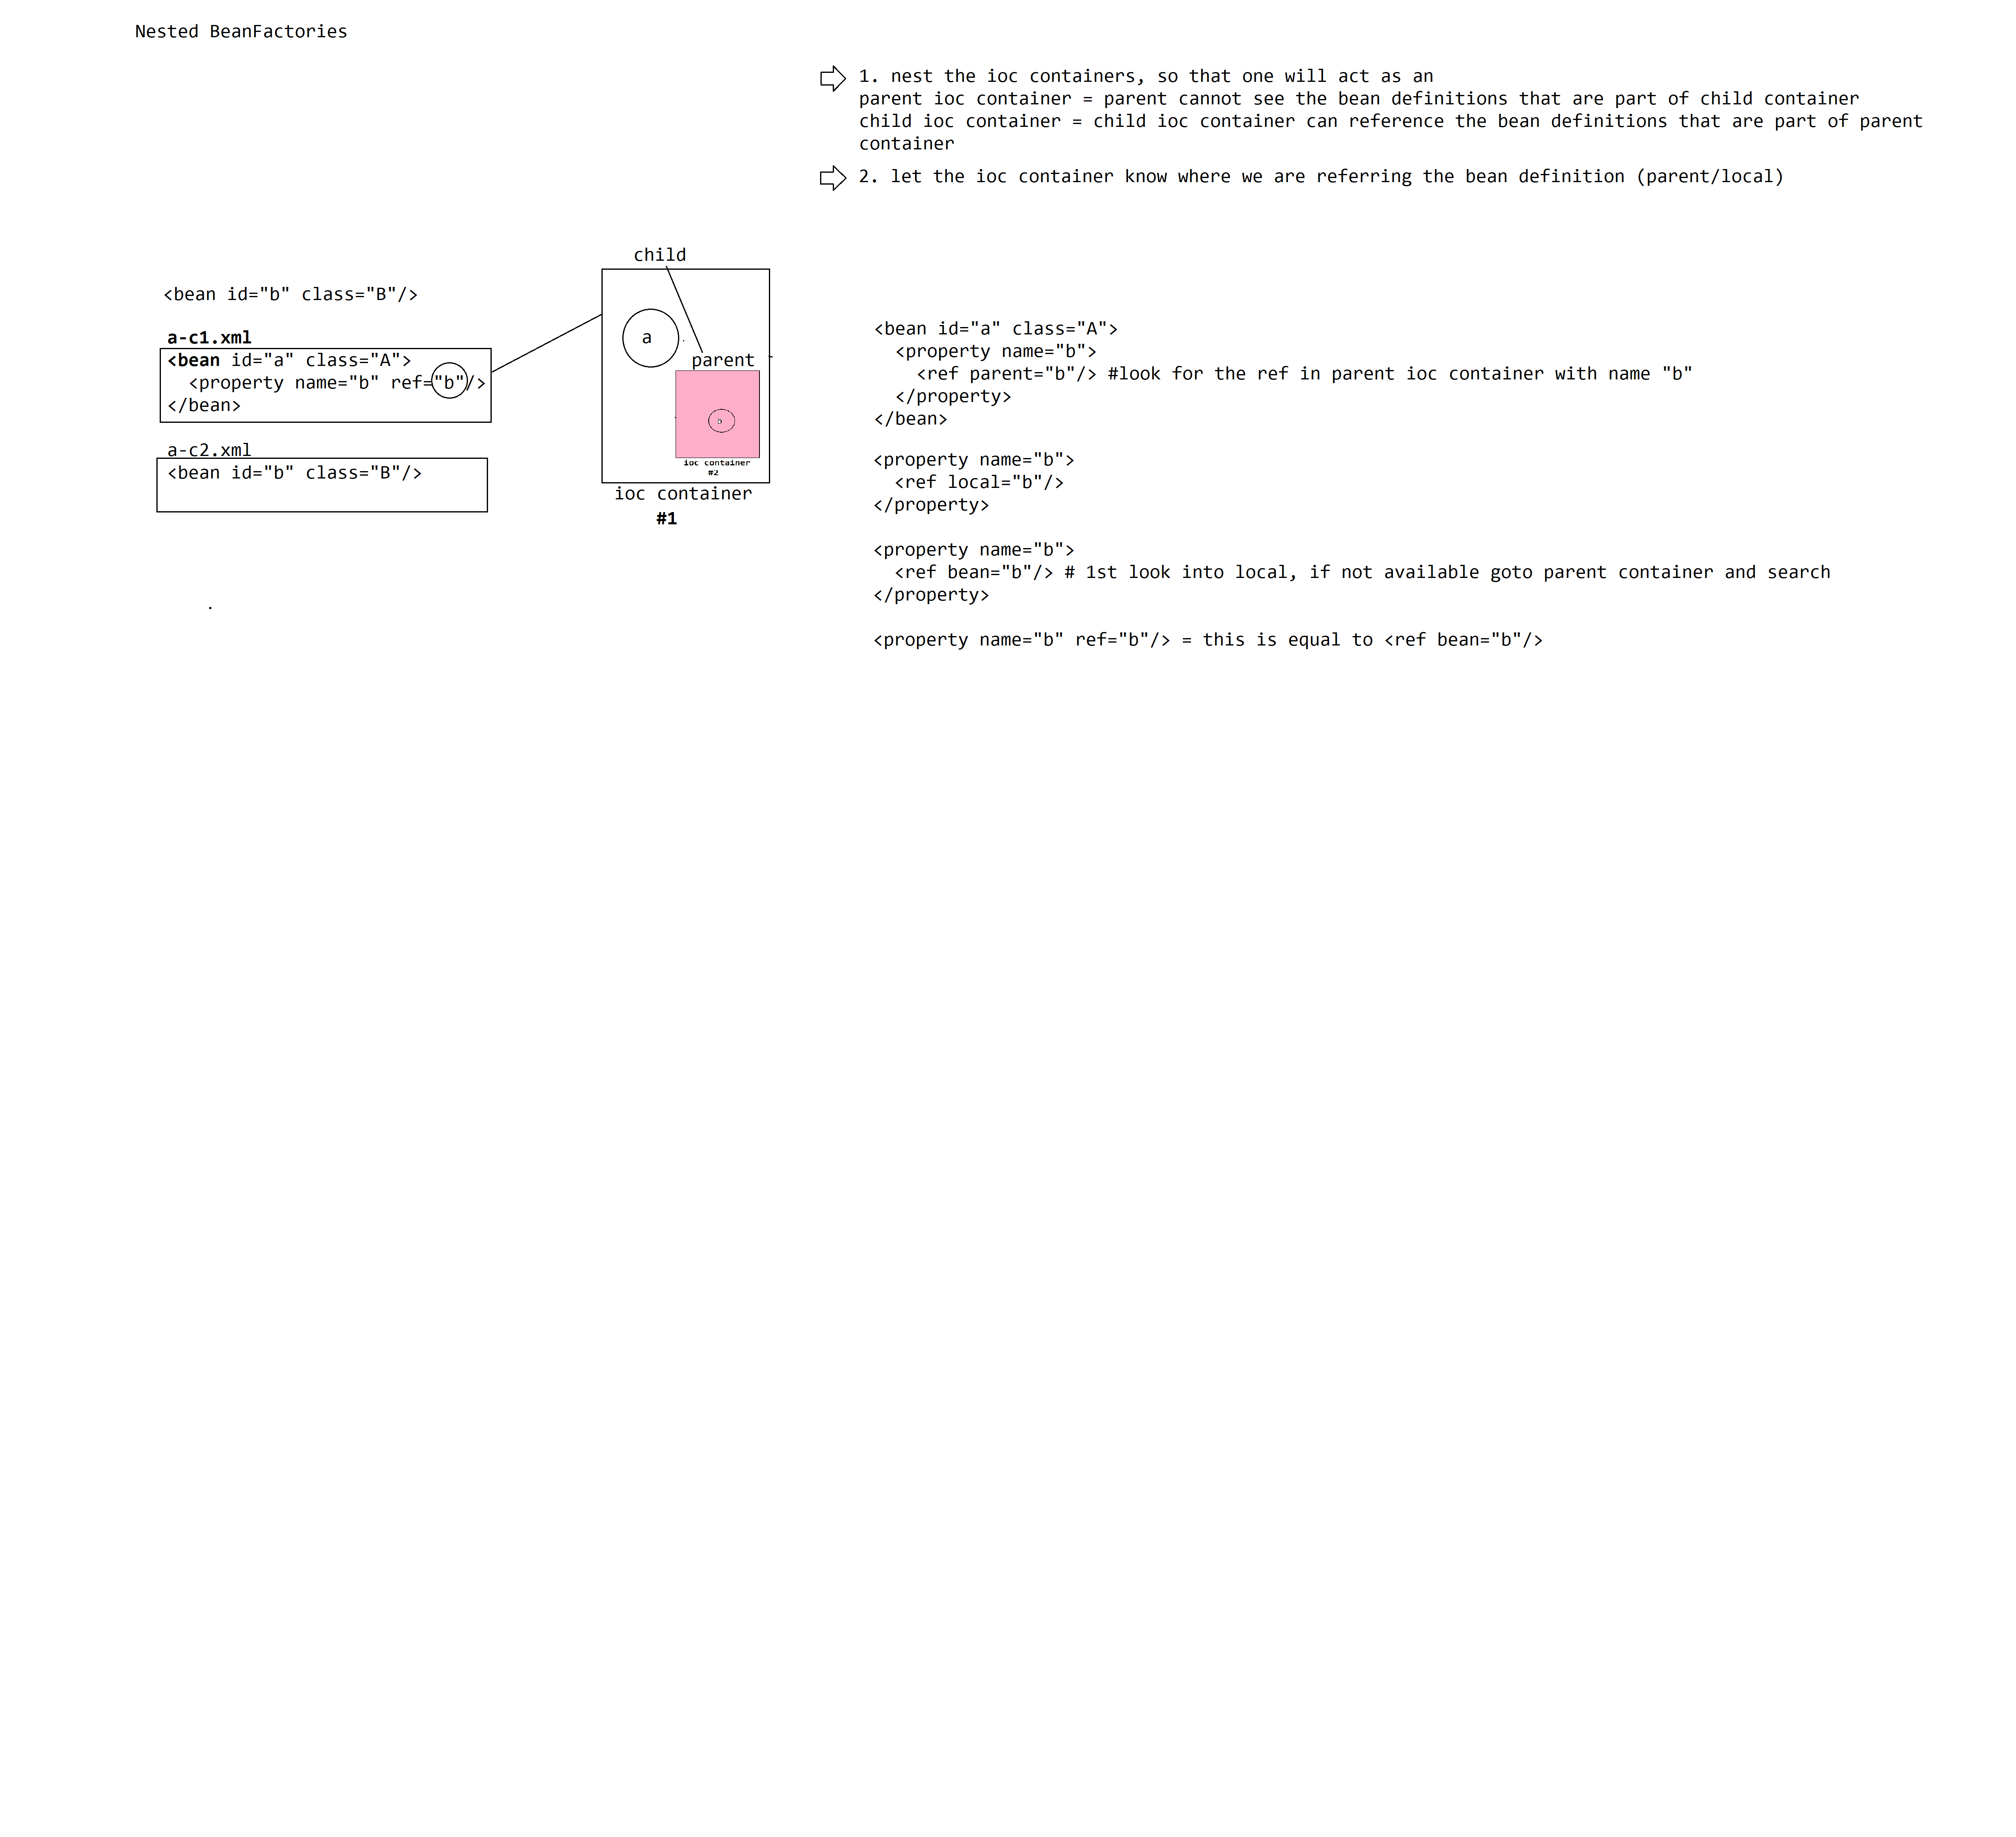 Nested BeanFactories
1. nest the ioc containers, so that one will act as an
parent ioc container = parent cannot see the bean definitions that are part of child container
child ioc container = child ioc container can reference the bean definitions that are part of parent
container
2. let the ioc container know where we are referring the bean definition (parent/local)
<bean id="b" class="B"/>
a-c1.xml
<bean id="a" class="A">
  <property name="b" ref="b"/>
</bean>
a-c2.xml
<bean id="b" class="B"/>
child
a
parent
b
ioc container
#2
ioc container
#1
<bean id="a" class="A">
  <property name="b">
    <ref parent="b"/> #look for the ref in parent ioc container with name "b"
  </property>
</bean>
<property name="b">
  <ref local="b"/>
</property>
<property name="b">
  <ref bean="b"/> # 1st look into local, if not available goto parent container and search
</property>
<property name="b" ref="b"/> = this is equal to <ref bean="b"/>